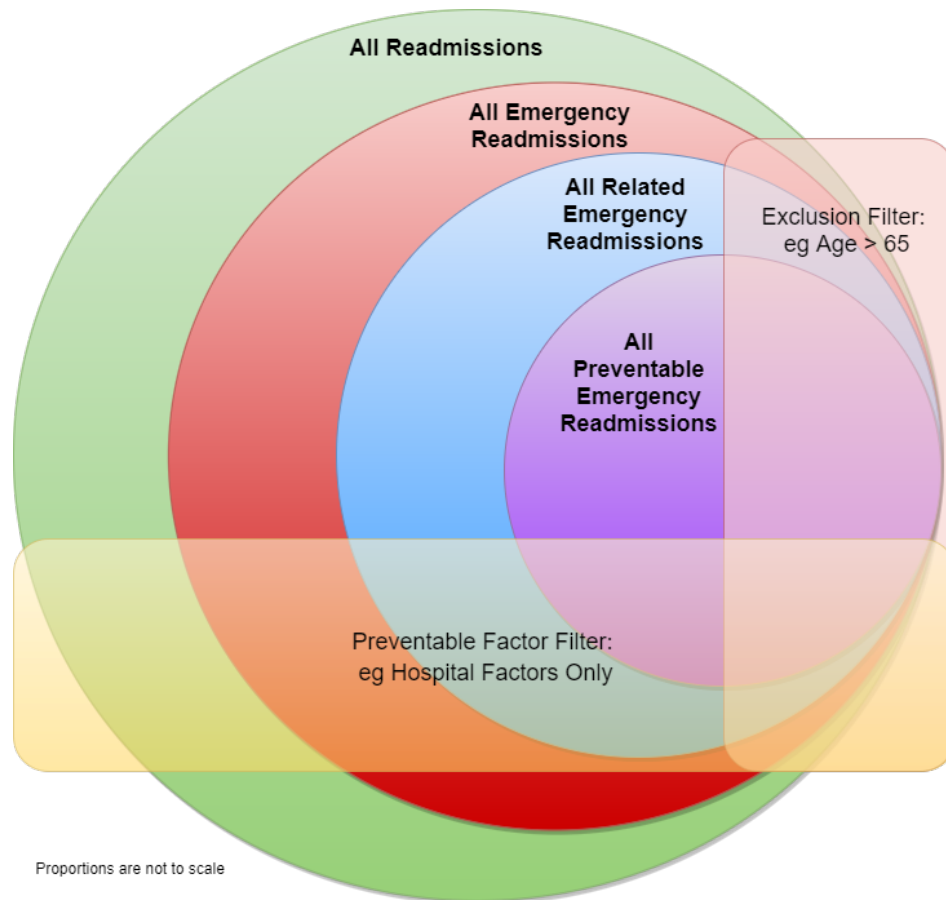 All Readmissions
All Emergency
Readmissions
All Related
Emergency
Readmissions
Exclusion Filter:
eg Age > 65
All
Preventable
Emergency
Readmissions
Preventable Factor Filter:
eg Hospital Factors Only
Proportions are not to scale